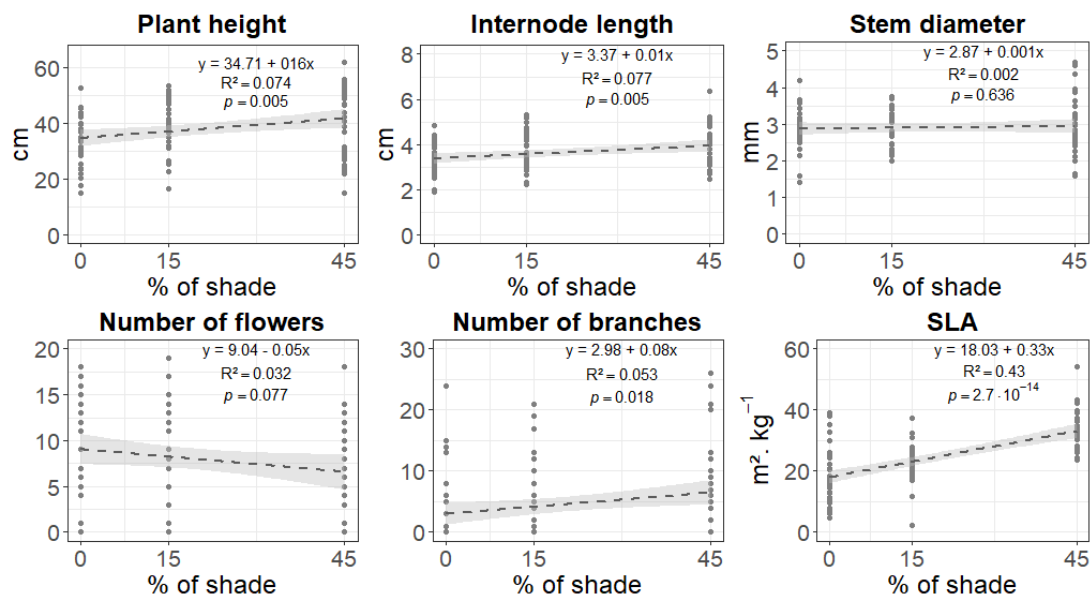 Plant height
y = 34.71 + 016x
R² = 0.074
p = 0.005
60
40
20
0
cm
0 15 45
% of shade
Internode length
y = 3.37 + 0.01x
R² = 0.077
p = 0.005
8
6
4
2
0
cm
0 15 45
% of shade
Stem diameter
y = 2.87 + 0.001x
R² = 0.002
p = 0.636
5
4
3
2
1
0
mm
0 15 45
% of shade
Number of flowers
y = 9.04 - 0.05x
R² = 0.032
p = 0.077
20
15
10
5
0
0 15 45
% of shade
Number of branches
y = 2.98 + 0.08x
R² = 0.053
p = 0.018
30
20
10
0
0 15 45
% of shade
SLA
y = 18.03 + 0.33x
R² = 0.43
p = 2.7 · 10⁻¹⁴
60
40
20
0
m². kg⁻¹
0 15 45
% of shade